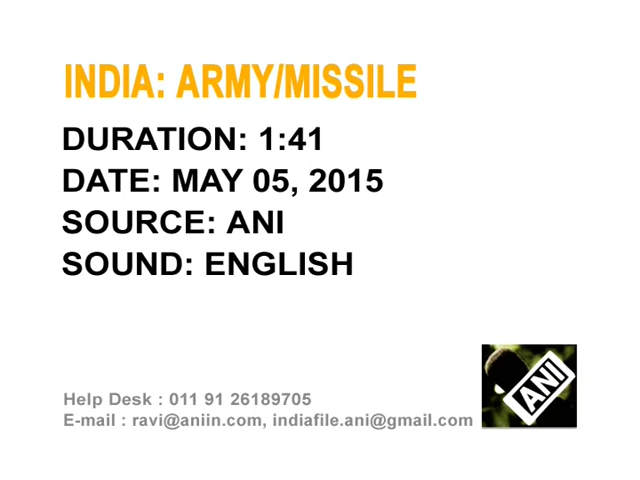 INDIA: ARMY/MISSILE
DURATION: 1:41
DATE: MAY 05, 2015
SOURCE: ANI
SOUND: ENGLISH
Help Desk : 011 91 26189705
E-mail : ravi@aniin.com, indiafile.ani@gmail.com
ANI